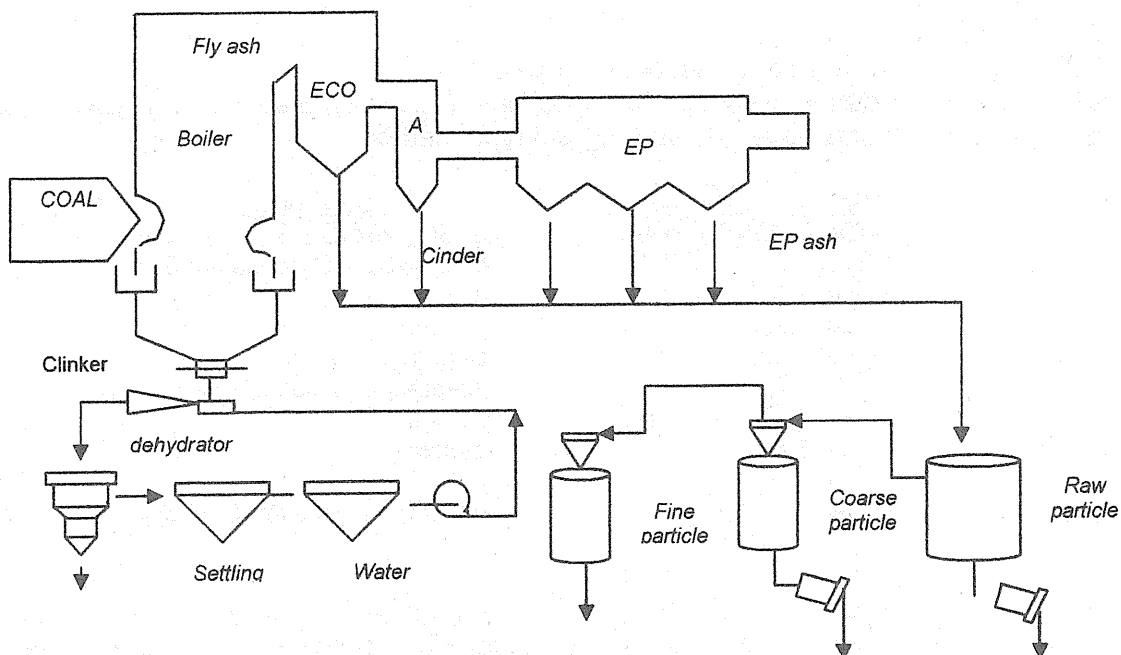 Fly ash
ECO
A
Boiler
EP
COAL
Cinder
EP ash
Clinker
dehydrator
Fine
particle
Coarse
particle
Raw
particle
Settling
Water